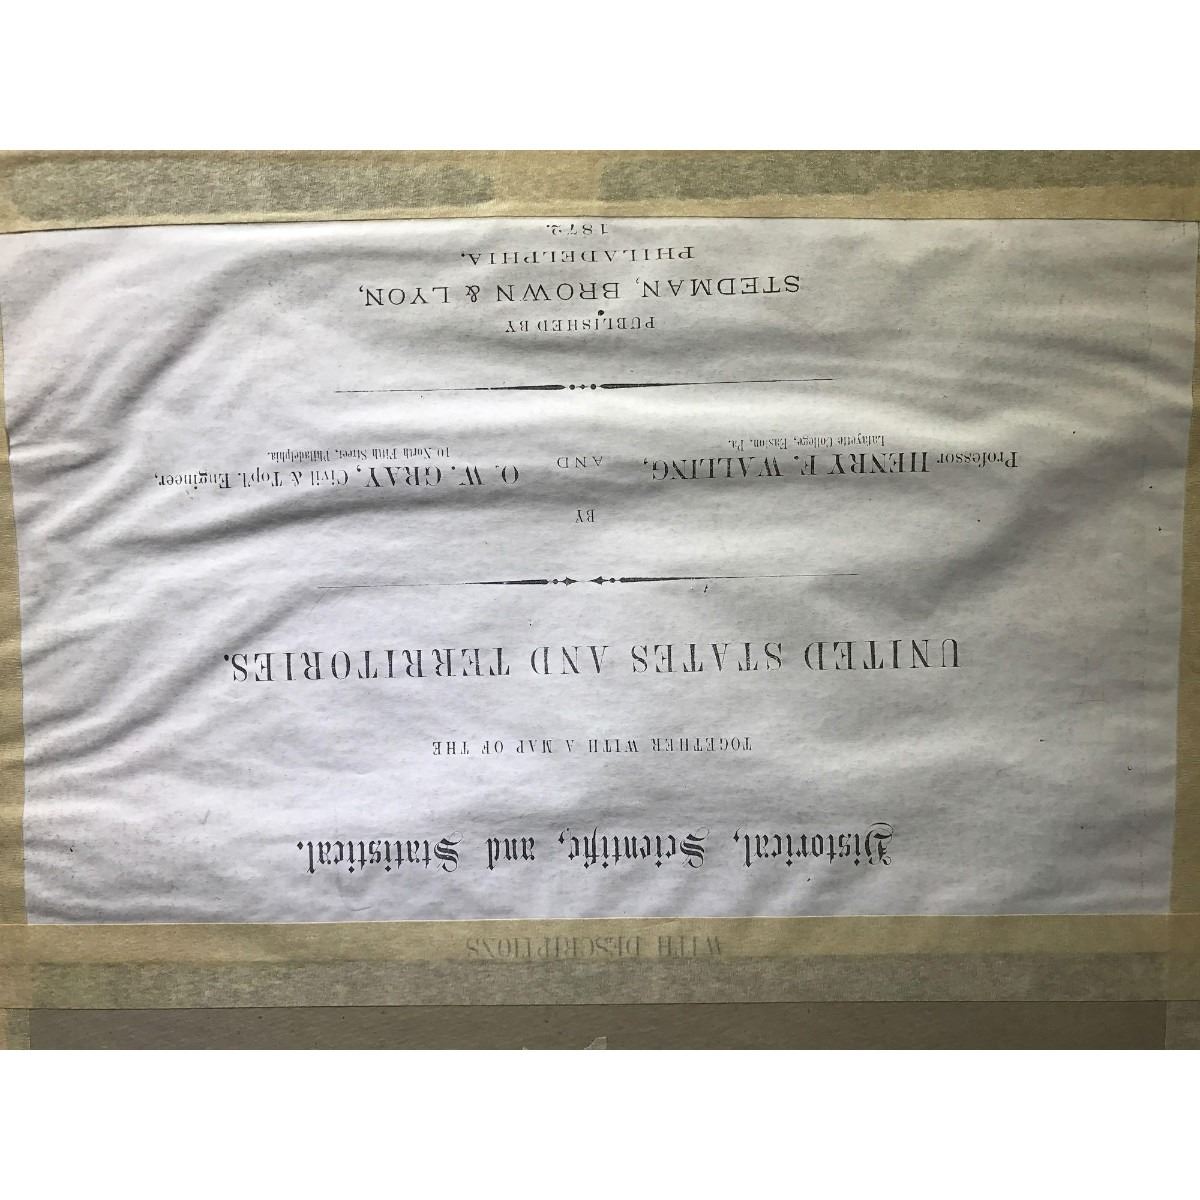 WITH DESCRIPTIONS
Historical, Scientific, and Statistical.
TOGETHER WITH A MAP OF THE
UNITED STATES AND TERRITORIES.
BY
Professor HENRY F. WALLING, AND O. W. GRAY, Civil & Top'l. Engineer,
Lafayette College, Easton, Pa. 10 North Fifth Street, Philadelphia.
PUBLISHED BY
STEDMAN, BROWN & LYON,
PHILADELPHIA.
1872.